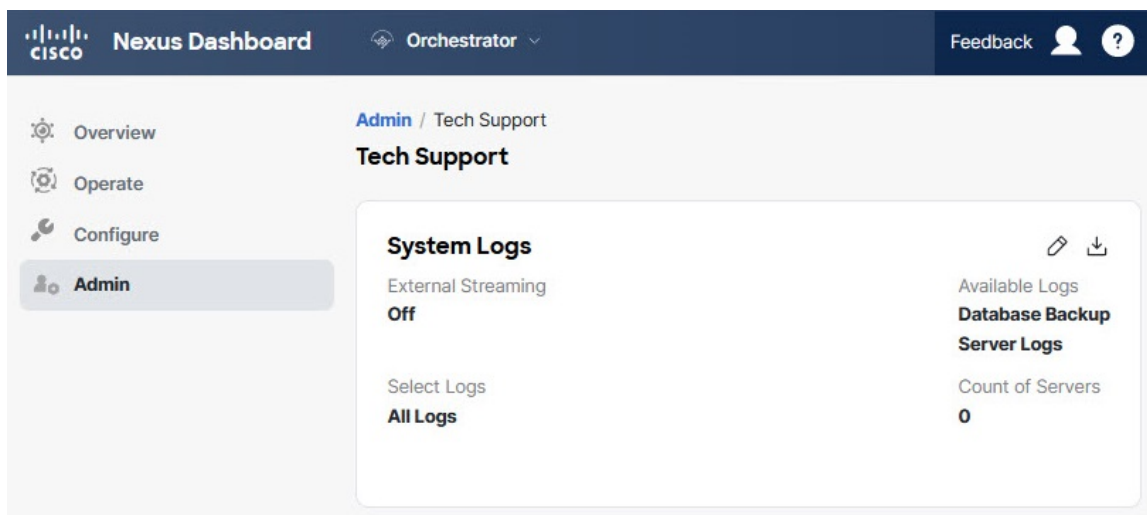 cisco Nexus Dashboard Orchestrator Feedback ?
Overview
Operate
Configure
Admin
Admin / Tech Support
Tech Support
System Logs
External Streaming
Off
Available Logs
Database Backup
Server Logs
Select Logs
All Logs
Count of Servers
0